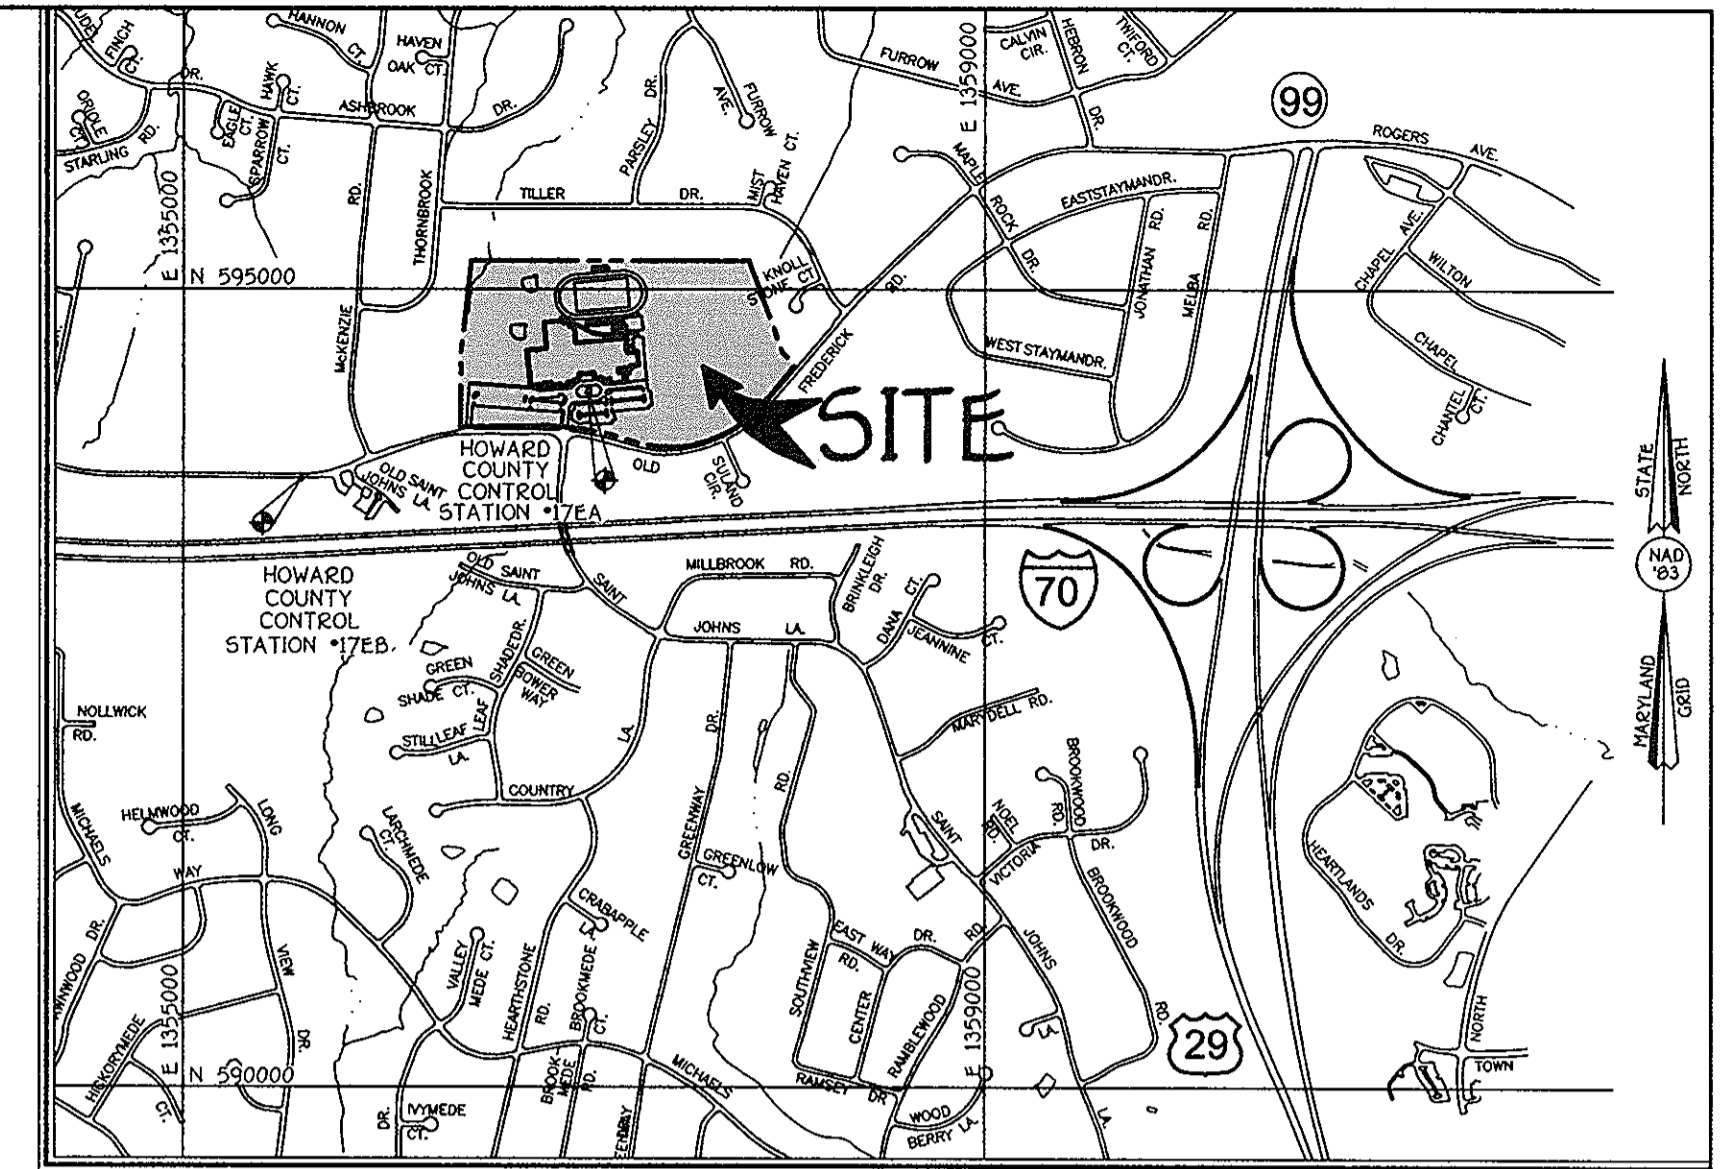 FINCH
CT.
HANNON
CT.
HAVEN
OAK CT.
DR.
HAWK
CT.
ORIOLE
CT.
EAGLE
CT.
SPARROW
CT.
STARLING RD.
ASHBROOK
DR.
PARSLEY DR.
FURROW
AVE.
FURROW
AVE.
E 1359000
CALVIN
CIR.
HEBRON
DR.
TWIFORD
CT.
99
ROGERS
AVE.
E 1355000
N 595000
RD.
McKENZIE
THORNBROOK
TILLER
DR.
MIST
HAVEN CT.
MAPLE
ROCK
DR.
EAST STAYMAN DR.
JONATHAN RD.
MELBA RD.
WEST STAYMAN DR.
KNOLL
STONE CT
FREDERICK
RD.
OLD
SITE
SULAND
CIR.
CHAPEL AVE.
WILTON
CHAPEL
CHANTEL
CT.
HOWARD
COUNTY
CONTROL
STATION •17EA
OLD SAINT
JOHNS LA.
HOWARD
COUNTY
CONTROL
STATION •17EB
STATE
NORTH
NAD
'83
MARYLAND
GRID
70
OLD SAINT
JOHNS LA.
SAINT
JOHNS LA.
MILLBROOK RD.
BRINKLEIGH
DR.
DANA CT.
JEANNINE CT.
GREEN
SHADE CT.
SHADE DR.
LEAF
GREEN
BOWER
WAY
STILL LEAF
LA.
COUNTRY
LA.
NOLLWICK
RD.
HELMWOOD
CT.
LONG
VIEW
DR.
MICHAELS
WAY
LARCHMEDE
CT.
GREENWAY
DR.
GREENLOW
CT.
RD.
SOUTHVIEW
MARYDELL RD.
BROOKWOOD
RD.
NOEL
RD.
VICTORIA
DR.
BROOKWOOD
RD.
SAINT
JOHNS
LA.
LA.
HEARTLANDS
DR.
CRABAPPLE
LA.
VALLEY
MEDE CT.
HEARTHSTONE
RD.
BROOKMEDE
CT.
BROOK
MEDE
RD.
EAST WAY
RD.
DR.
RD.
CENTER
RAMBLEWOOD
RAMSEY DR.
WOOD
BERRY LA.
MICHAELS
DR.
HICKORYMEDE
CT.
E 1355000
N 590000
IVYMEDE
CT.
DR.
E 1359000
29
NORTH
TOWN